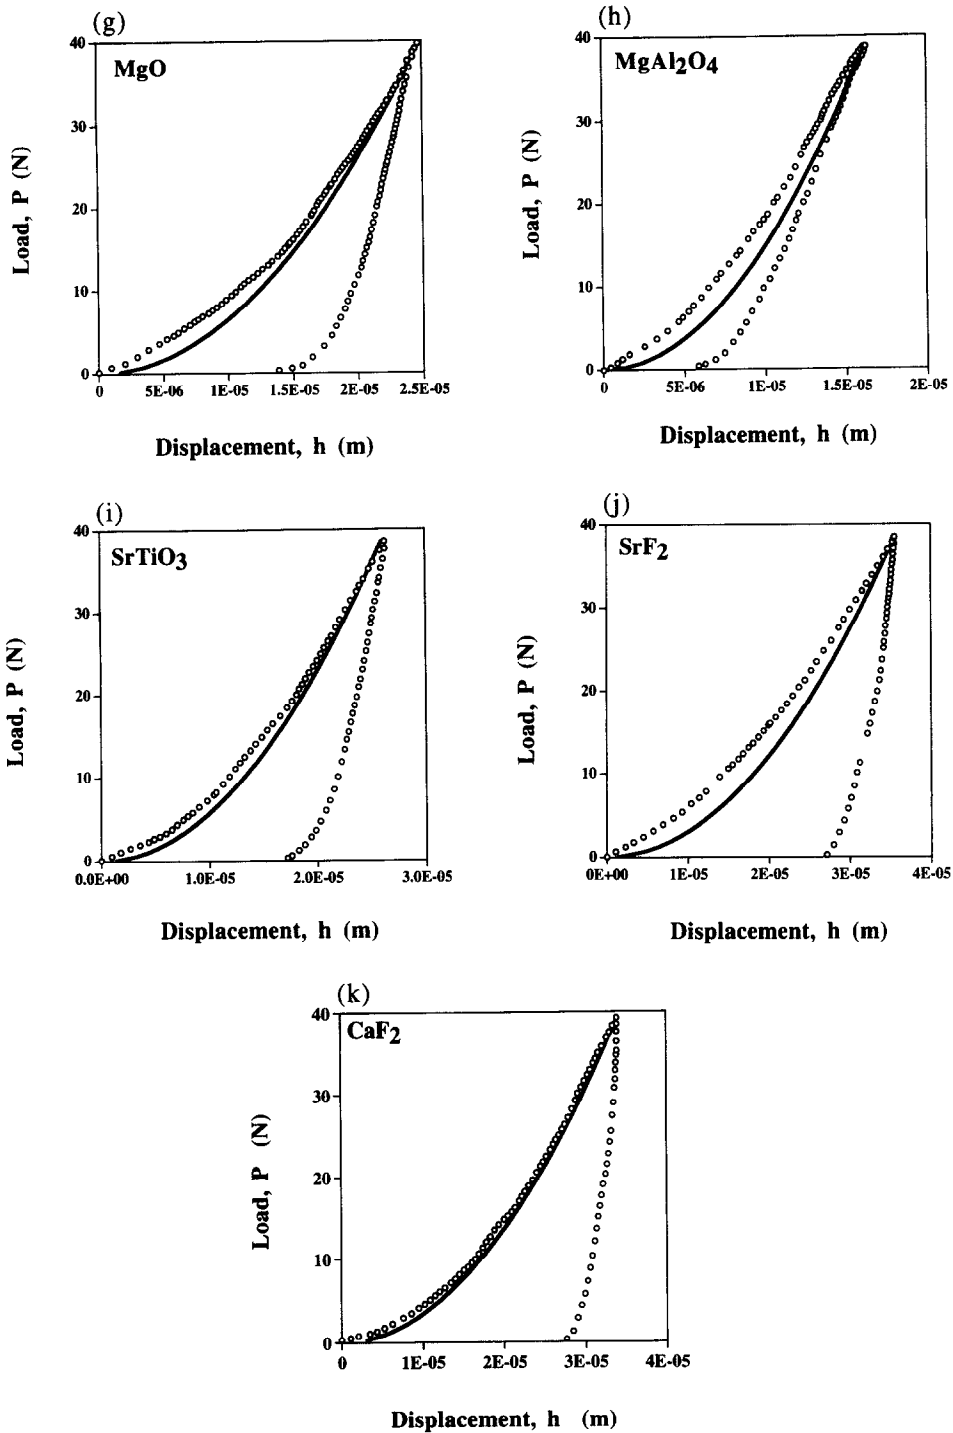 (g)
MgO
40
30
20
10
0
Load, P (N)
0 5E-06 1E-05 1.5E-05 2E-05 2.5E-05
Displacement, h (m)
(h)
MgAl2O4
40
30
20
10
0
Load, P (N)
0 5E-06 1E-05 1.5E-05 2E-05
Displacement, h (m)
(i)
SrTiO3
40
30
20
10
0
Load, P (N)
0.0E+00 1.0E-05 2.0E-05 3.0E-05
Displacement, h (m)
(j)
SrF2
40
30
20
10
0
Load, P (N)
0E+00 1E-05 2E-05 3E-05 4E-05
Displacement, h (m)
(k)
CaF2
40
30
20
10
0
Load, P (N)
0 1E-05 2E-05 3E-05 4E-05
Displacement, h (m)